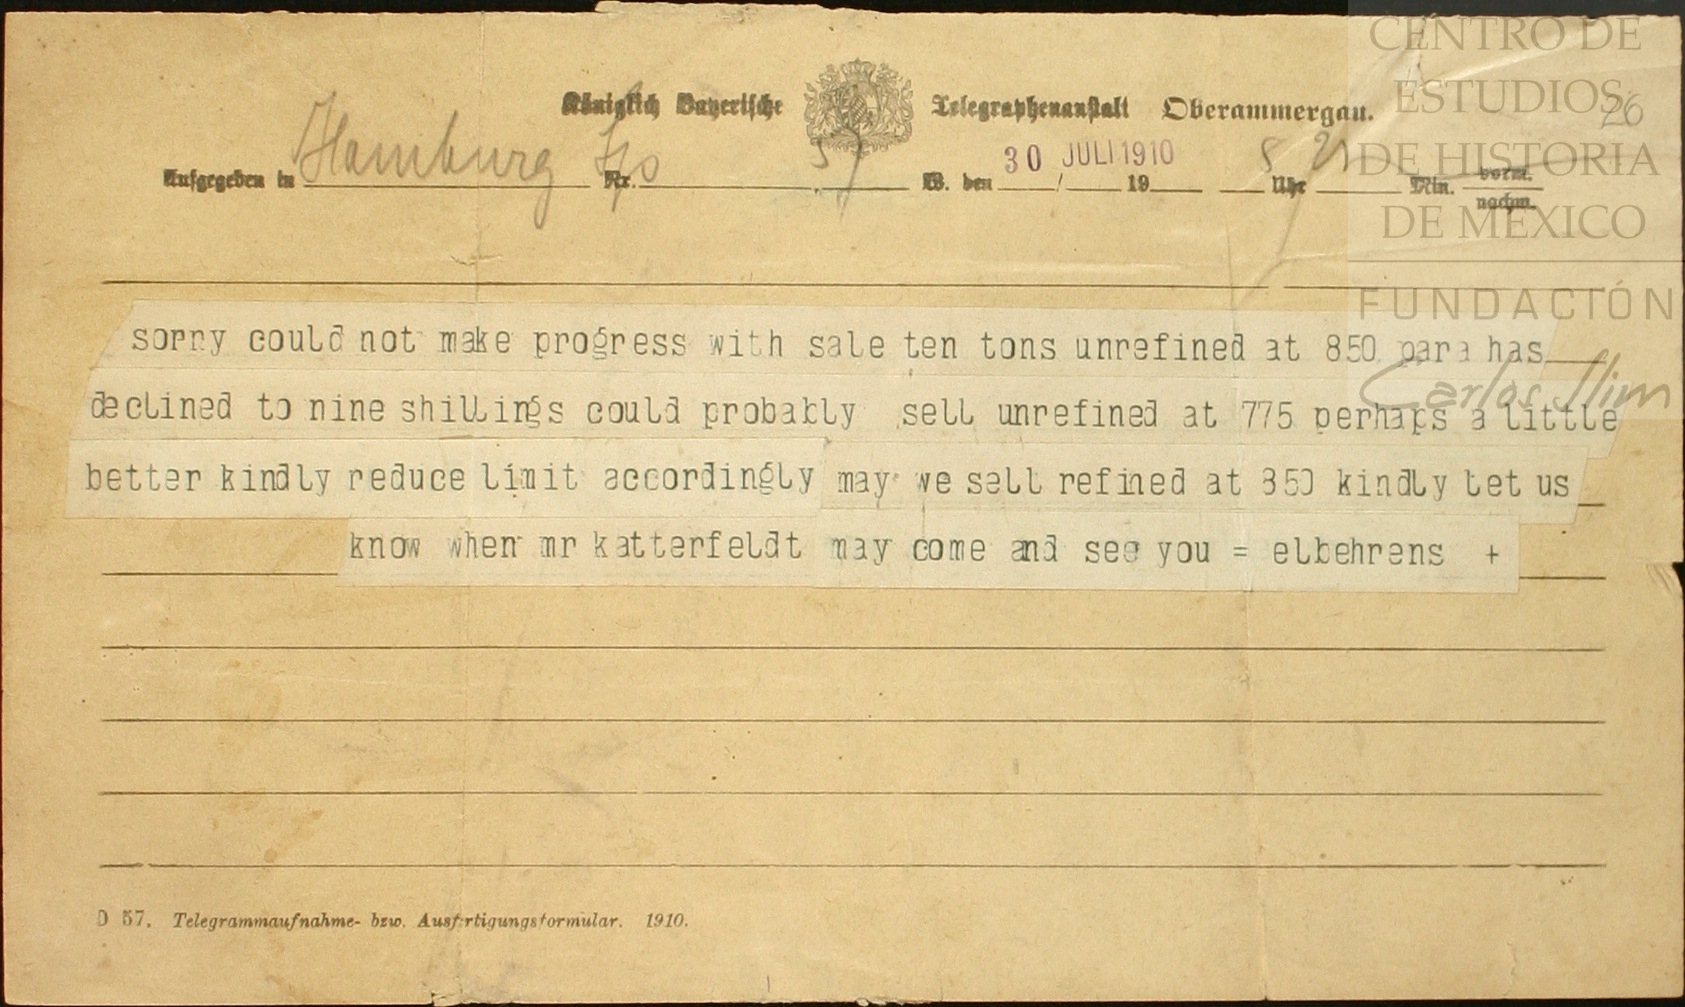 CENTRO DE
ESTUDIOS
DE HISTORIA
DE MÉXICO
FUNDACIÓN
Carlos Slim
26
Königlich Bayerische Telegraphenanstalt Oberammergau.
Aufgegeben in Hamburg Nr. 57 W. den 30 JULI 1910 / 19 8 Uhr 21 Min. vorm. nachm.
sorry could not make progress with sale ten tons unrefined at 850 para has
declined to nine shillings could probably sell unrefined at 775 perhaps a little
better kindly reduce limit accordingly may we sell refined at 850 kindly let us
know when mr katterfeldt may come and see you = elbehrens +
D 57. Telegrammaufnahme- bzw. Ausfertigungsformular. 1910.